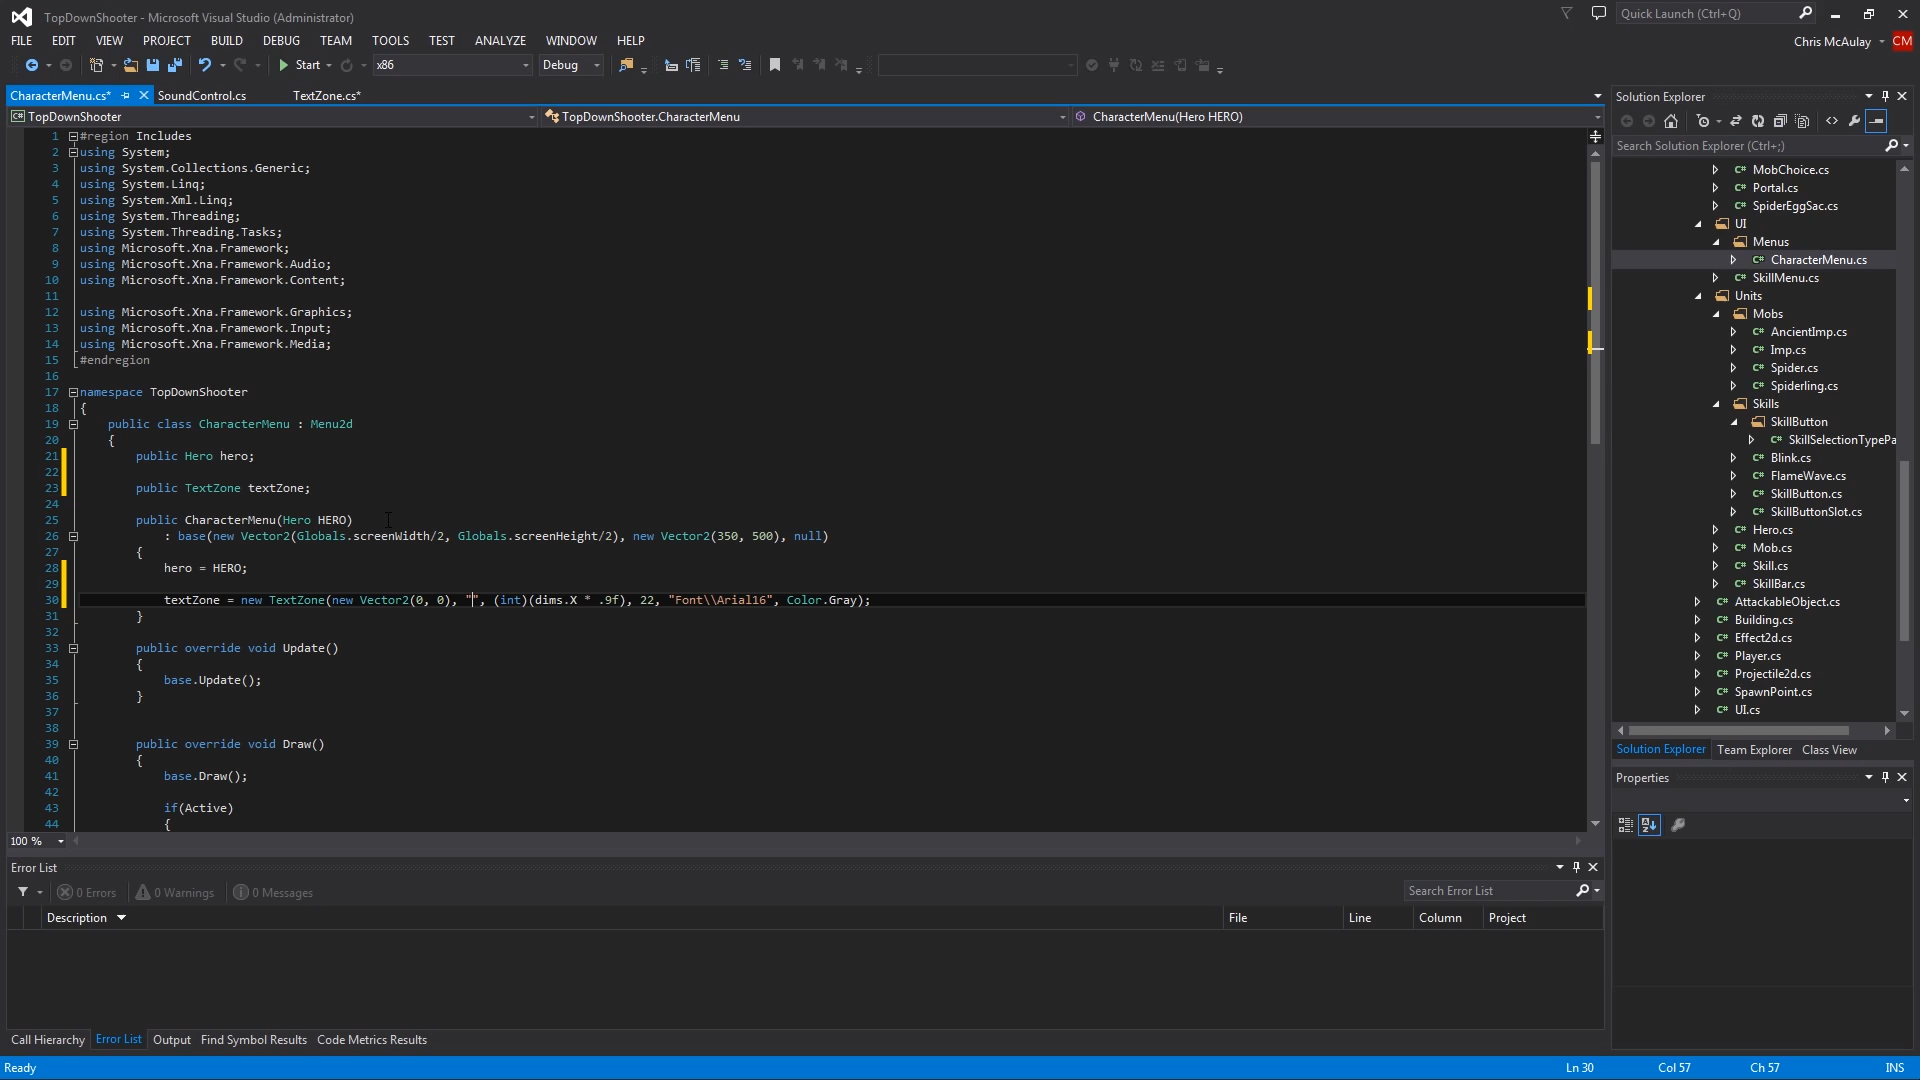 TopDownShooter - Microsoft Visual Studio (Administrator)
Quick Launch (Ctrl+Q)
FILE EDIT VIEW PROJECT BUILD DEBUG TEAM TOOLS TEST ANALYZE WINDOW HELP
Chris McAulay CM
Start x86 Debug
CharacterMenu.cs* SoundControl.cs TextZone.cs*
TopDownShooter TopDownShooter.CharacterMenu CharacterMenu(Hero HERO)
1 #region Includes
2 using System;
3 using System.Collections.Generic;
4 using System.Linq;
5 using System.Xml.Linq;
6 using System.Threading;
7 using System.Threading.Tasks;
8 using Microsoft.Xna.Framework;
9 using Microsoft.Xna.Framework.Audio;
10 using Microsoft.Xna.Framework.Content;
11
12 using Microsoft.Xna.Framework.Graphics;
13 using Microsoft.Xna.Framework.Input;
14 using Microsoft.Xna.Framework.Media;
15 #endregion
16
17 namespace TopDownShooter
18 {
19 public class CharacterMenu : Menu2d
20 {
21 public Hero hero;
22
23 public TextZone textZone;
24
25 public CharacterMenu(Hero HERO)
26 : base(new Vector2(Globals.screenWidth/2, Globals.screenHeight/2), new Vector2(350, 500), null)
27 {
28 hero = HERO;
29
30 textZone = new TextZone(new Vector2(0, 0), "", (int)(dims.X * .9f), 22, "Font\\Arial16", Color.Gray);
31 }
32
33 public override void Update()
34 {
35 base.Update();
36 }
37
38
39 public override void Draw()
40 {
41 base.Draw();
42
43 if(Active)
44 {
100 %
Solution Explorer
Search Solution Explorer (Ctrl+;)
C# MobChoice.cs
C# Portal.cs
C# SpiderEggSac.cs
UI
Menus
C# CharacterMenu.cs
C# SkillMenu.cs
Units
Mobs
C# AncientImp.cs
C# Imp.cs
C# Spider.cs
C# Spiderling.cs
Skills
SkillButton
C# SkillSelectionTypePa
C# Blink.cs
C# FlameWave.cs
C# SkillButton.cs
C# SkillButtonSlot.cs
C# Hero.cs
C# Mob.cs
C# Skill.cs
C# SkillBar.cs
C# AttackableObject.cs
C# Building.cs
C# Effect2d.cs
C# Player.cs
C# Projectile2d.cs
C# SpawnPoint.cs
C# UI.cs
Solution Explorer Team Explorer Class View
Properties
Error List
0 Errors 0 Warnings 0 Messages
Search Error List
Description File Line Column Project
Call Hierarchy Error List Output Find Symbol Results Code Metrics Results
Ready Ln 30 Col 57 Ch 57 INS